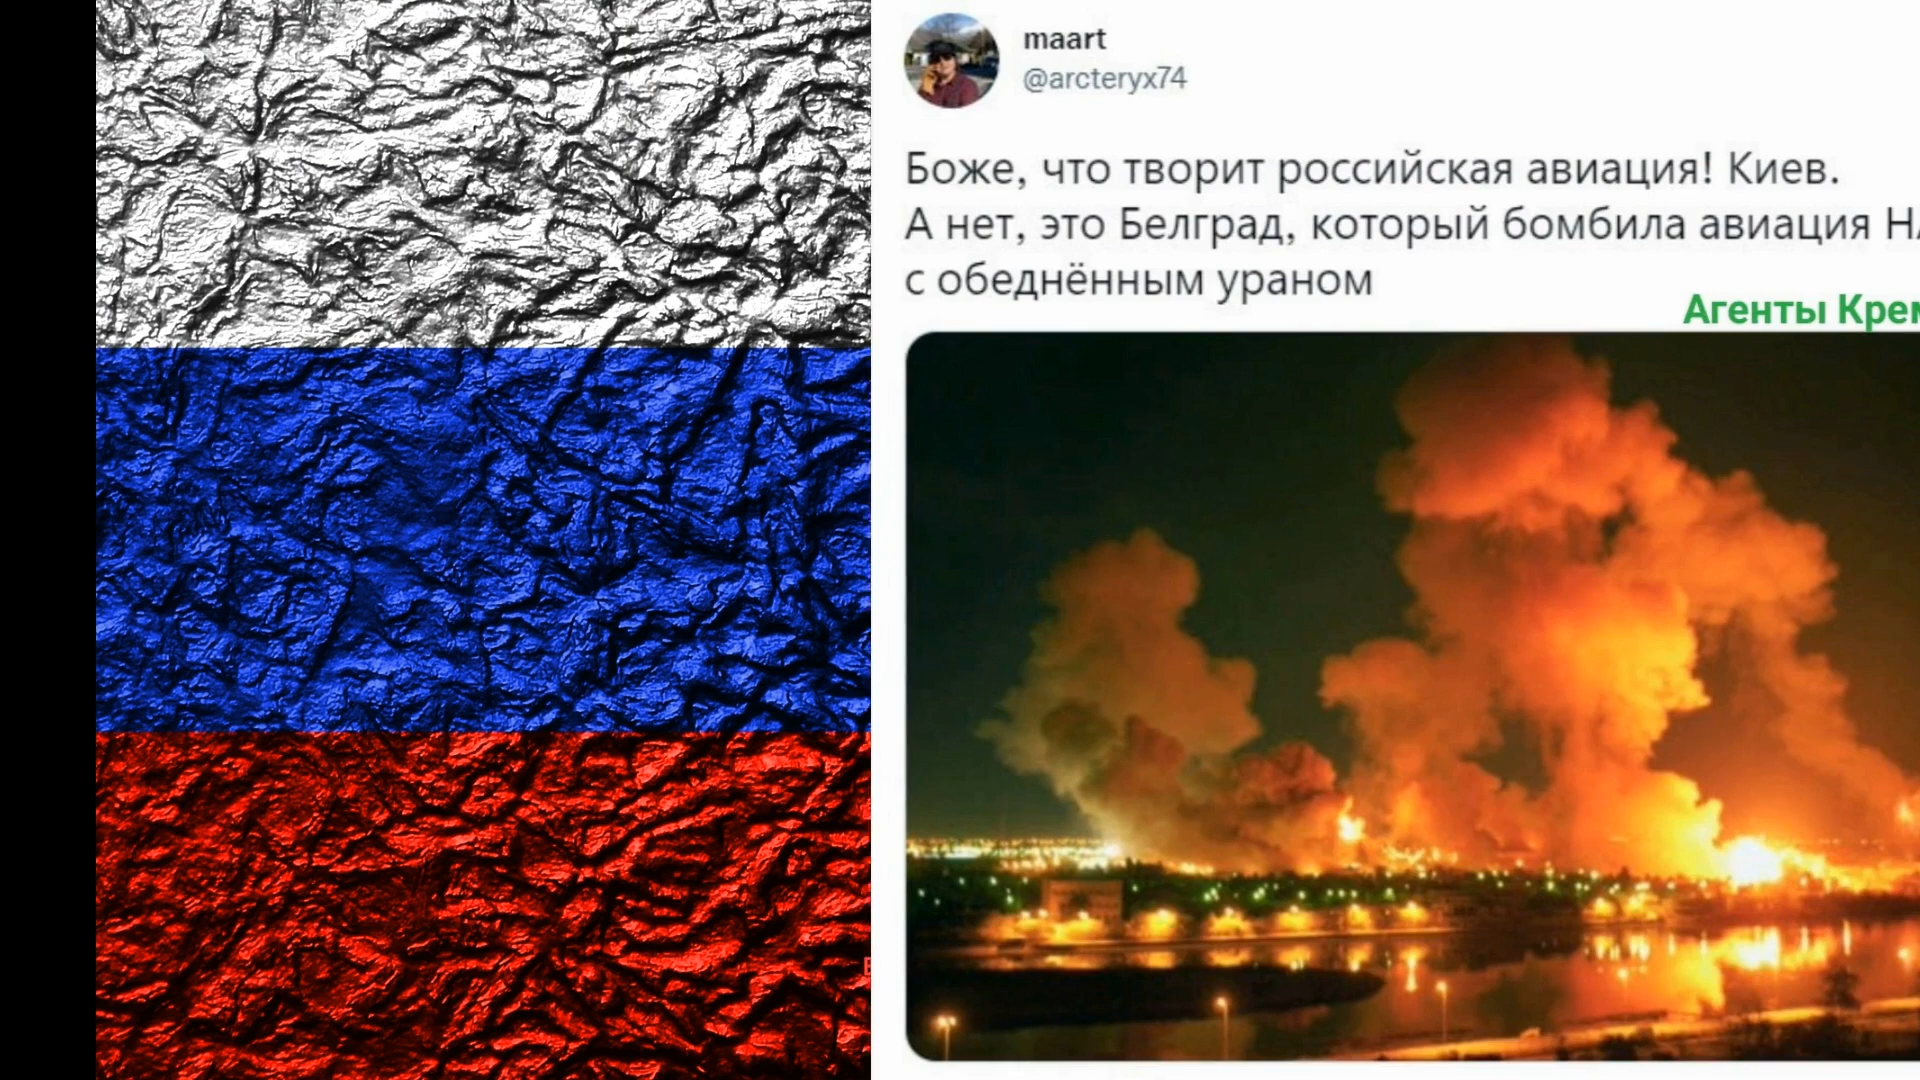 maart
@arcteryx74
Боже, что творит российская авиация! Киев.
А нет, это Белград, который бомбила авиация
с обеднённым ураном
Агенты